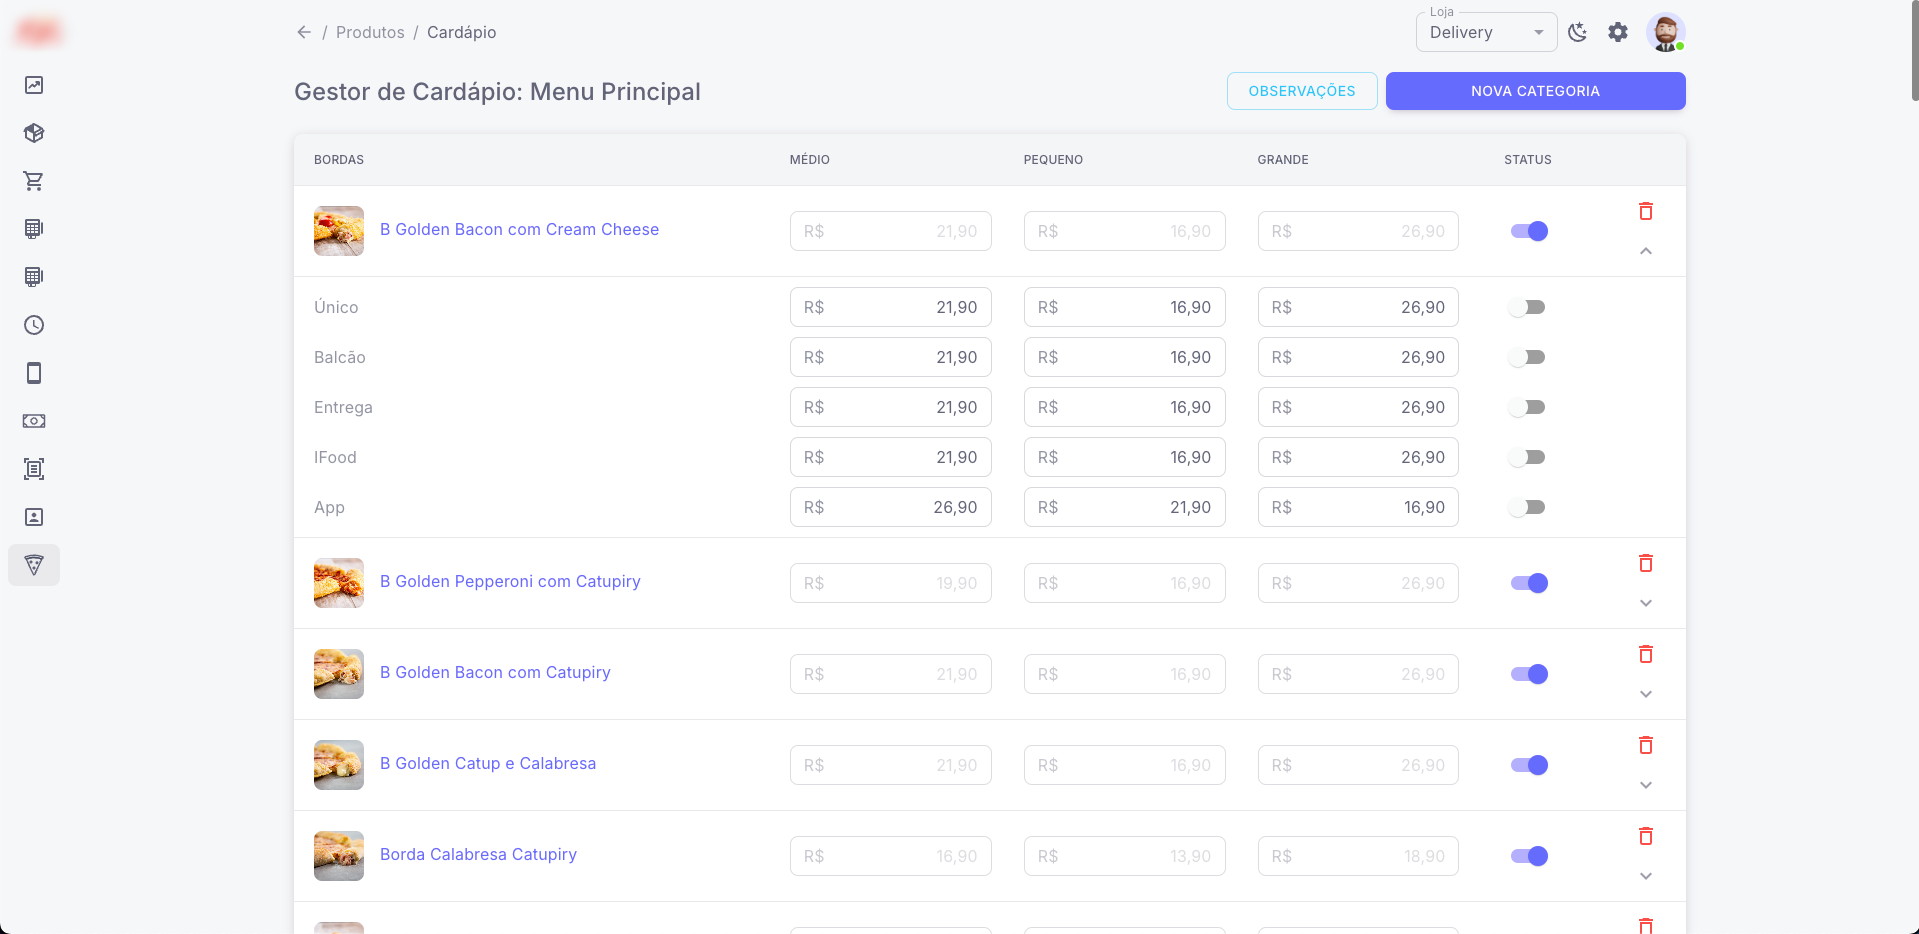 / Produtos / Cardápio
Loja
Delivery
Gestor de Cardápio: Menu Principal
OBSERVAÇÕES
NOVA CATEGORIA
BORDAS MÉDIO PEQUENO GRANDE STATUS
B Golden Bacon com Cream Cheese R$ 21,90 R$ 16,90 R$ 26,90
Único R$ 21,90 R$ 16,90 R$ 26,90
Balcão R$ 21,90 R$ 16,90 R$ 26,90
Entrega R$ 21,90 R$ 16,90 R$ 26,90
IFood R$ 21,90 R$ 16,90 R$ 26,90
App R$ 26,90 R$ 21,90 R$ 16,90
B Golden Pepperoni com Catupiry R$ 19,90 R$ 16,90 R$ 26,90
B Golden Bacon com Catupiry R$ 21,90 R$ 16,90 R$ 26,90
B Golden Catup e Calabresa R$ 21,90 R$ 16,90 R$ 26,90
Borda Calabresa Catupiry R$ 16,90 R$ 13,90 R$ 18,90